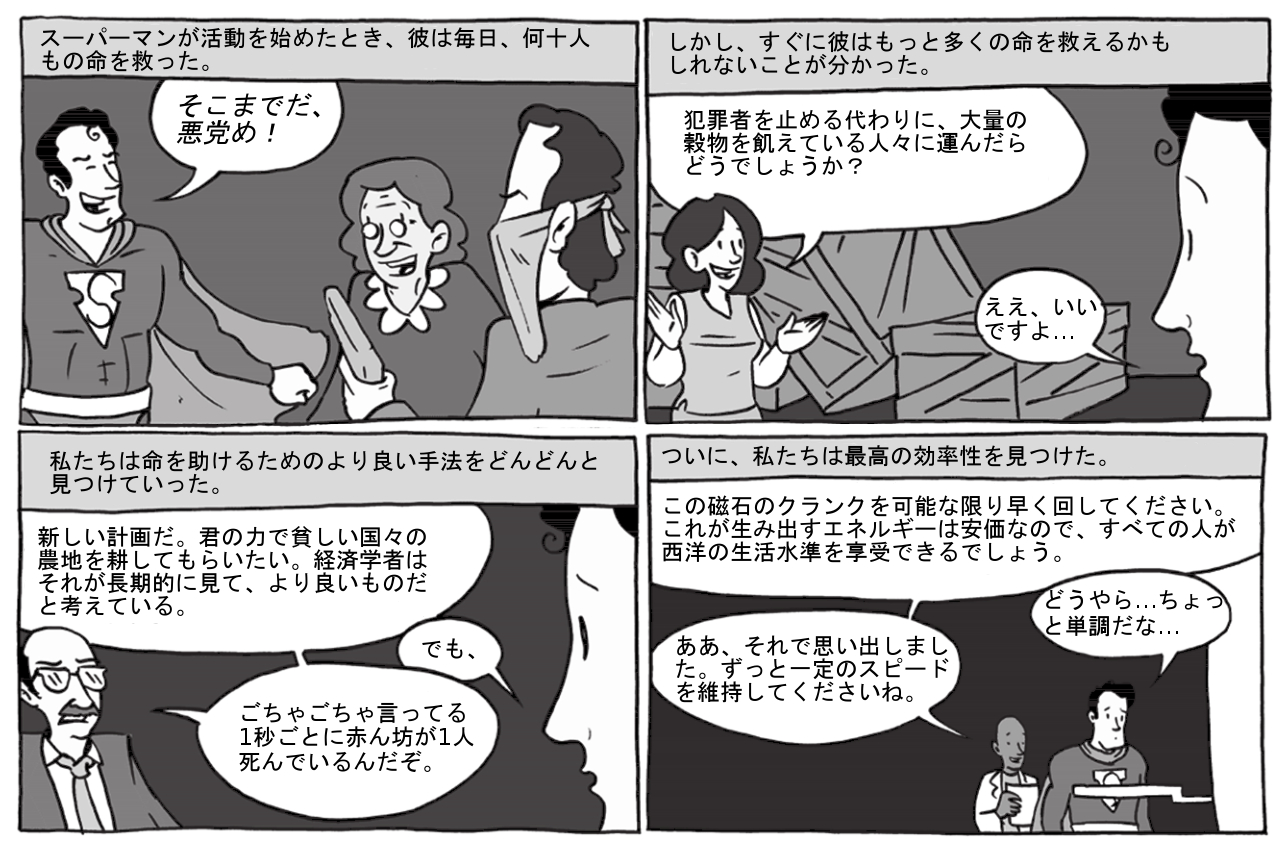 スーパーマンが活動を始めたとき、彼は毎日、何十人
もの命を救った。
そこまでだ、
悪党め！
S
しかし、すぐに彼はもっと多くの命を救えるかも
しれないことが分かった。
犯罪者を止める代わりに、大量の
穀物を飢えている人々に運んだら
どうでしょうか？
ええ、いい
ですよ…
私たちは命を助けるためのより良い手法をどんどんと
見つけていった。
新しい計画だ。君の力で貧しい国々の
農地を耕してもらいたい。経済学者は
それが長期的に見て、より良いものだ
と考えている。
でも、
ごちゃごちゃ言ってる
1秒ごとに赤ん坊が1人
死んでいるんだぞ。
ついに、私たちは最高の効率性を見つけた。
この磁石のクランクを可能な限り早く回してください。
これが生み出すエネルギーは安価なので、すべての人が
西洋の生活水準を享受できるでしょう。
どうやら…ちょっ
と単調だな…
ああ、それで思い出しまし
た。ずっと一定のスピード
を維持してくださいね。
S